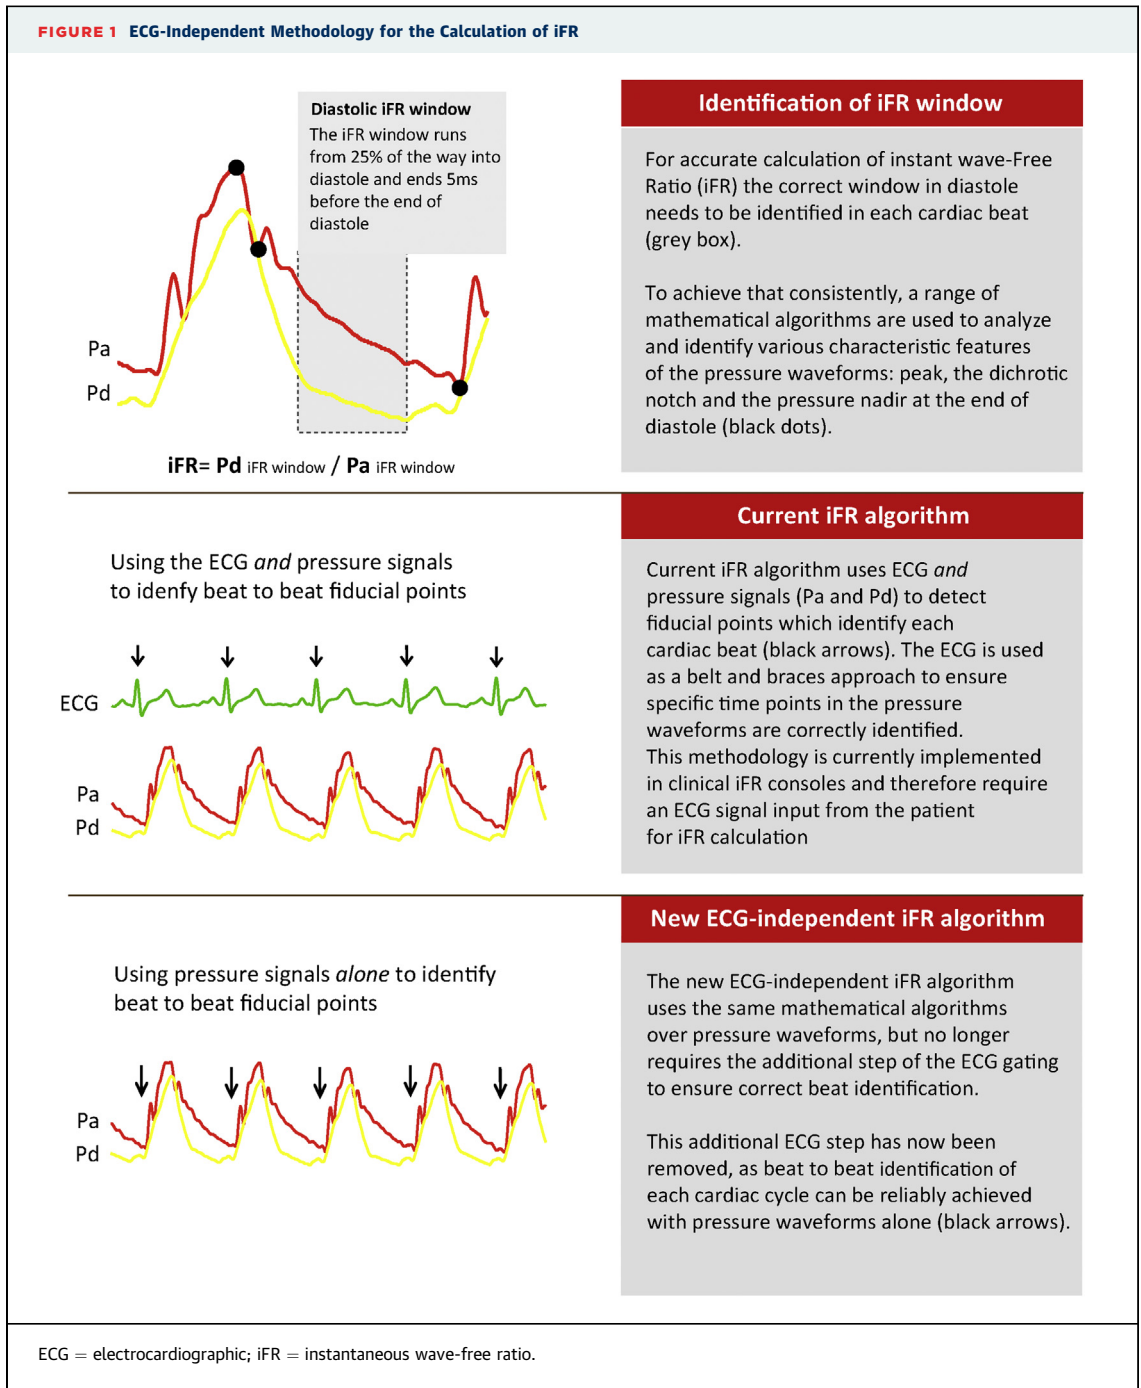 FIGURE 1 ECG-Independent Methodology for the Calculation of iFR
Diastolic iFR window
The iFR window runs
from 25% of the way into
diastole and ends 5ms
before the end of
diastole
Pa
Pd
iFR= Pd iFR window / Pa iFR window
Identification of iFR window
For accurate calculation of instant wave-Free
Ratio (iFR) the correct window in diastole
needs to be identified in each cardiac beat
(grey box).
To achieve that consistently, a range of
mathematical algorithms are used to analyze
and identify various characteristic features
of the pressure waveforms: peak, the dichrotic
notch and the pressure nadir at the end of
diastole (black dots).
Using the ECG and pressure signals
to idenfy beat to beat fiducial points
ECG
Pa
Pd
Current iFR algorithm
Current iFR algorithm uses ECG and
pressure signals (Pa and Pd) to detect
fiducial points which identify each
cardiac beat (black arrows). The ECG is used
as a belt and braces approach to ensure
specific time points in the pressure
waveforms are correctly identified.
This methodology is currently implemented
in clinical iFR consoles and therefore require
an ECG signal input from the patient
for iFR calculation
Using pressure signals alone to identify
beat to beat fiducial points
Pa
Pd
New ECG-independent iFR algorithm
The new ECG-independent iFR algorithm
uses the same mathematical algorithms
over pressure waveforms, but no longer
requires the additional step of the ECG gating
to ensure correct beat identification.
This additional ECG step has now been
removed, as beat to beat identification of
each cardiac cycle can be reliably achieved
with pressure waveforms alone (black arrows).
ECG = electrocardiographic; iFR = instantaneous wave-free ratio.